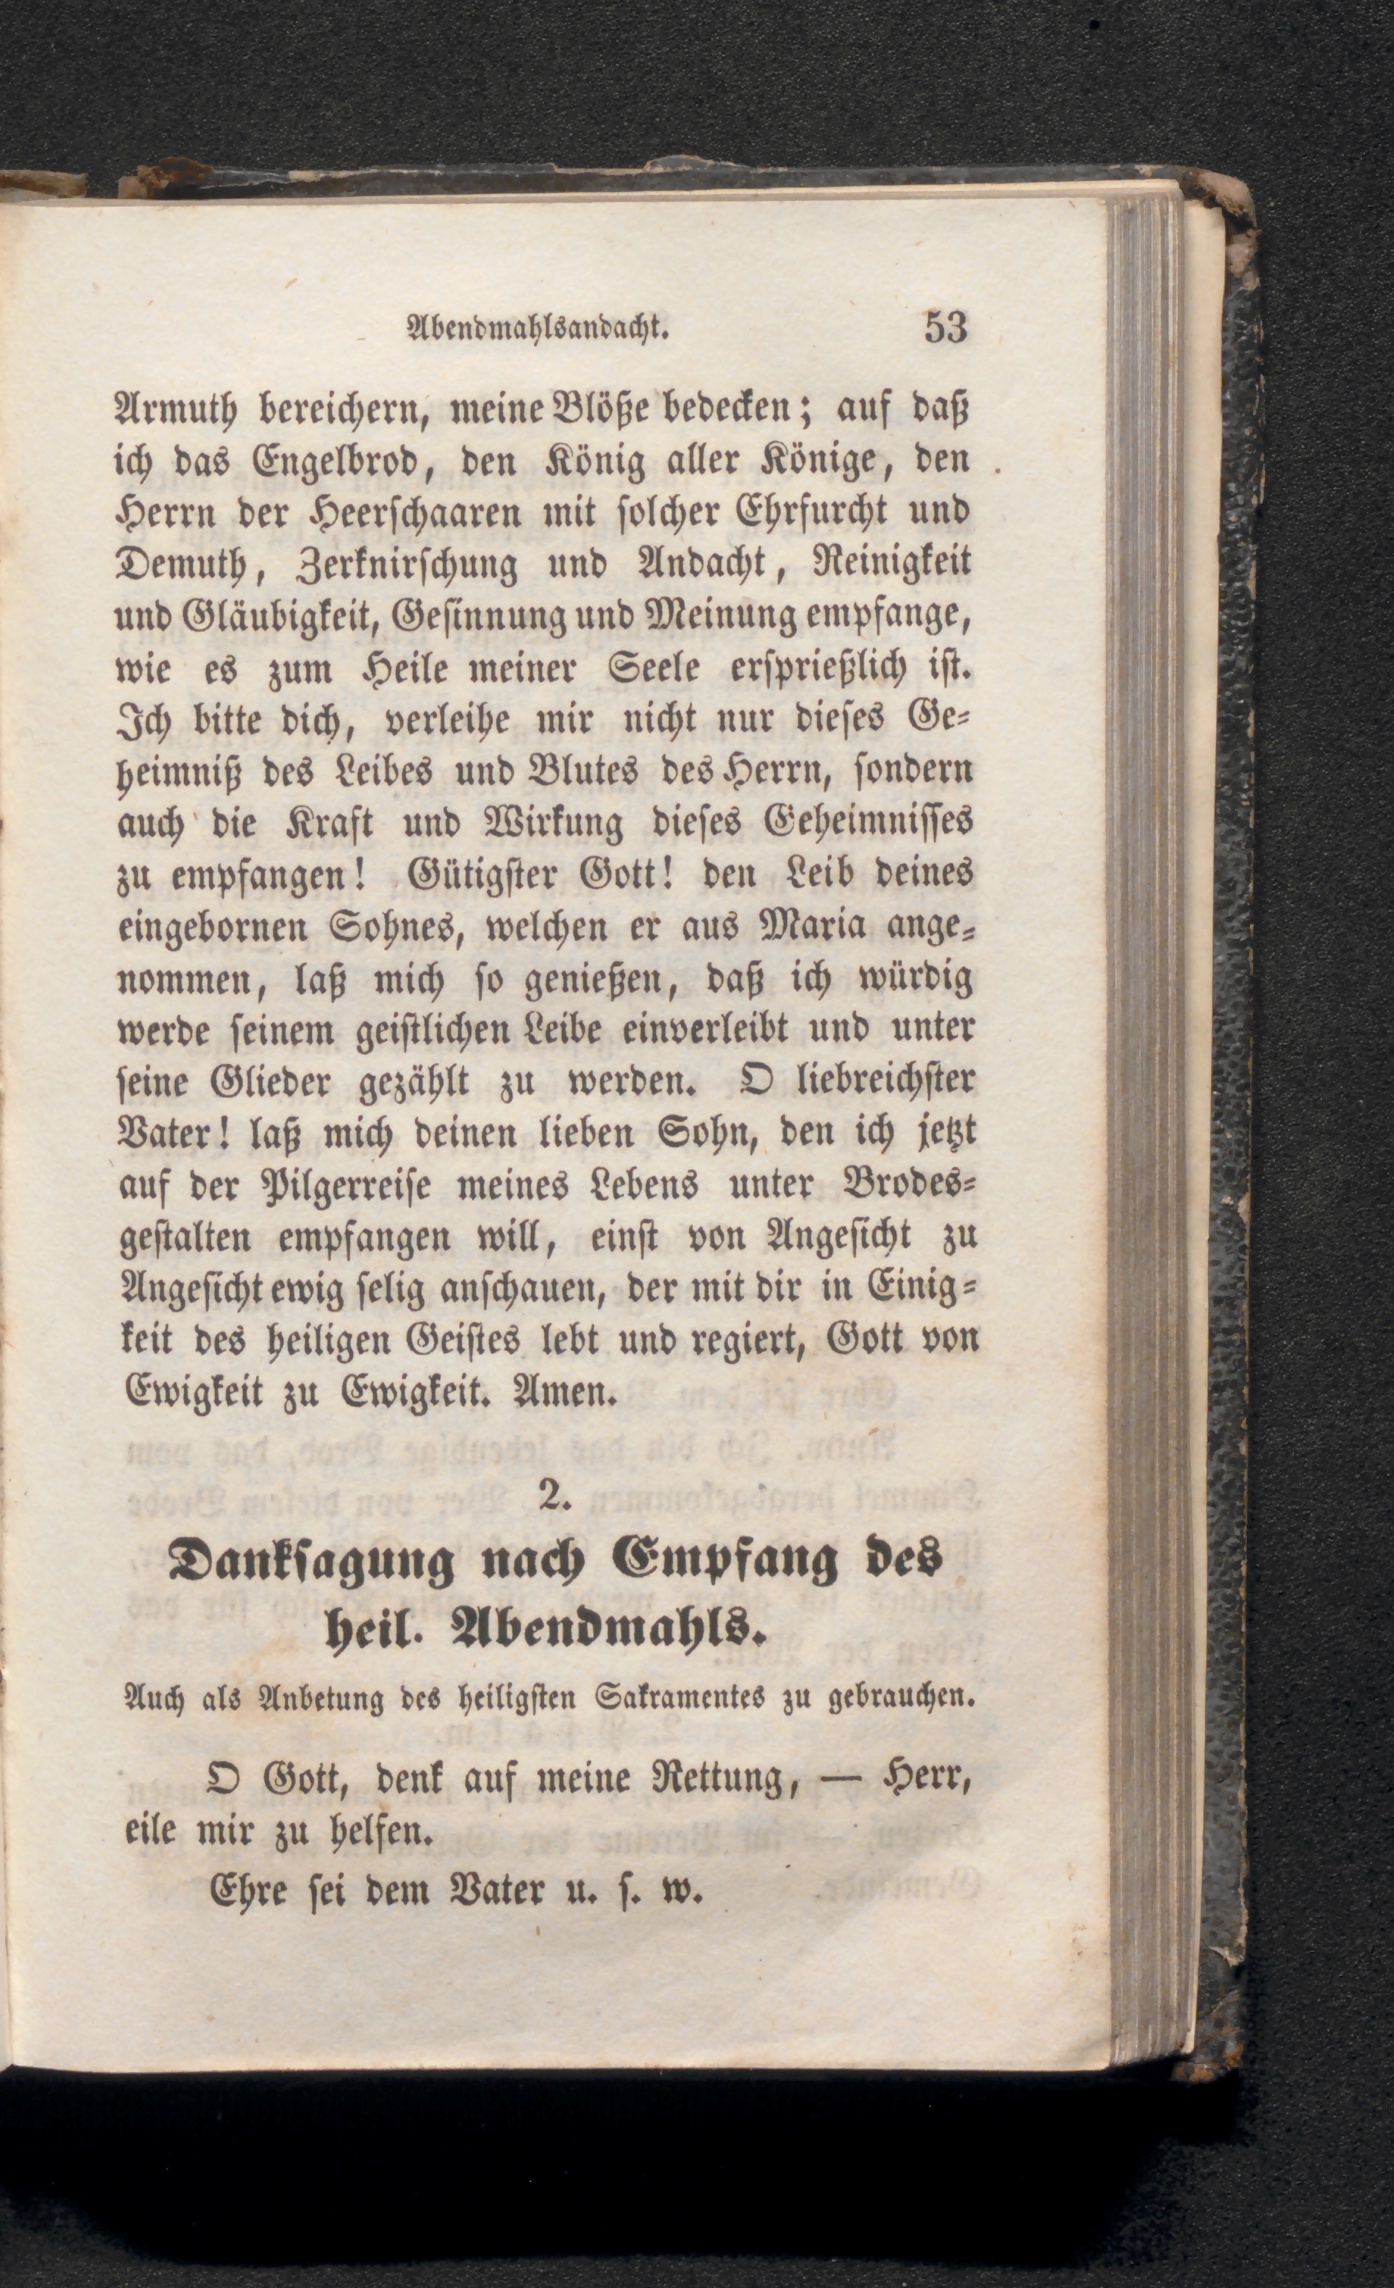 Abendmahlsandacht. 53
Armuth bereichern, meine Blöße bedecken; auf daß
ich das Engelbrod, den König aller Könige, den
Herrn der Heerschaaren mit solcher Ehrfurcht und
Demuth, Zerknirschung und Andacht, Reinigkeit
und Gläubigkeit, Gesinnung und Meinung empfange,
wie es zum Heile meiner Seele ersprießlich ist.
Ich bitte dich, verleihe mir nicht nur dieses Ge-
heimniß des Leibes und Blutes des Herrn, sondern
auch die Kraft und Wirkung dieses Geheimnisses
zu empfangen! Gütigster Gott! den Leib deines
eingebornen Sohnes, welchen er aus Maria ange-
nommen, laß mich so genießen, daß ich würdig
werde seinem geistlichen Leibe einverleibt und unter
seine Glieder gezählt zu werden. O liebreichster
Vater! laß mich deinen lieben Sohn, den ich jetzt
auf der Pilgerreise meines Lebens unter Brodes-
gestalten empfangen will, einst von Angesicht zu
Angesicht ewig selig anschauen, der mit dir in Einig-
keit des heiligen Geistes lebt und regiert, Gott von
Ewigkeit zu Ewigkeit. Amen.
2.
Danksagung nach Empfang des
heil. Abendmahls.
Auch als Anbetung des heiligsten Sakramentes zu gebrauchen.
O Gott, denk auf meine Rettung, — Herr,
eile mir zu helfen.
Ehre sei dem Vater u. s. w.